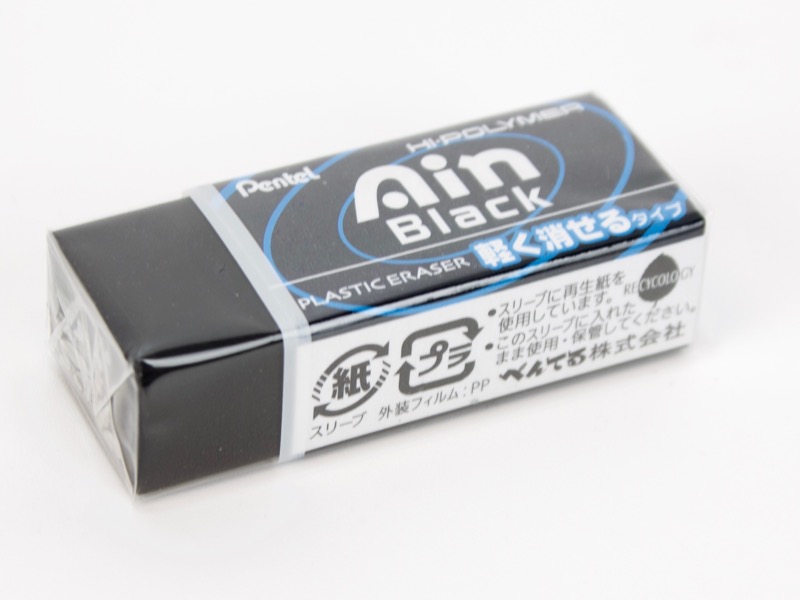 HI-POLYMER
Pentel
Ain
Black
PLASTIC ERASER 軽く消せるタイプ
•スリーブに再生紙を
使用しています。
•このスリーブに入れた
まま使用・保管してください。
RECYCOLOGY
紙
プラ
スリーブ 外装フィルム:PP
ぺんてる株式会社